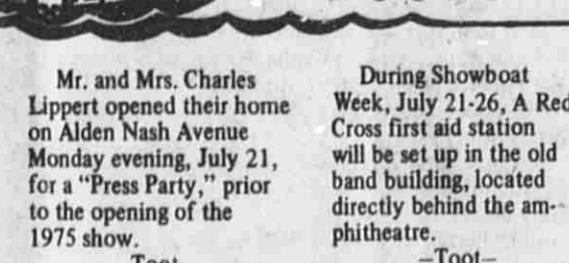 Mr. and Mrs. Charles
Lippert opened their home
on Alden Nash Avenue
Monday evening, July 21,
for a "Press Party," prior
to the opening of the
1975 show.
Toot
During Showboat
Week, July 21-26, A Red
Cross first aid station
will be set up in the old
band building, located
directly behind the am-
phitheatre.
—Toot—